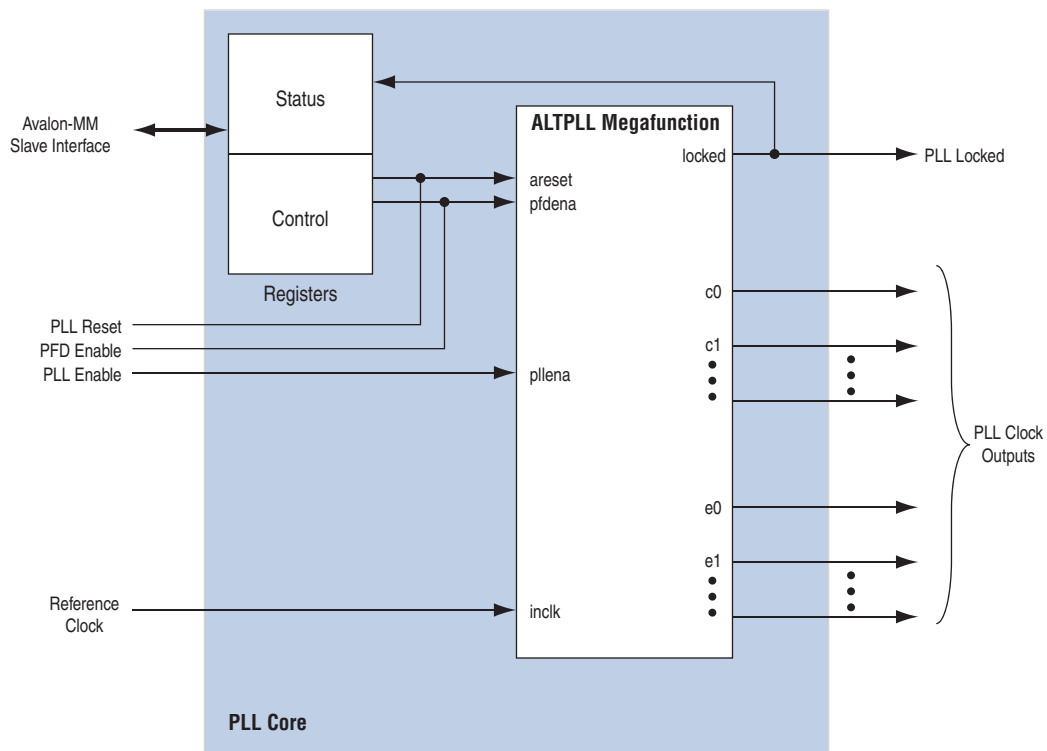 Status
Avalon-MM
Slave Interface
ALTPLL Megafunction
locked
PLL Locked
areset
pfdena
Control
Registers
c0
PLL Reset
PFD Enable
c1
PLL Enable
pllena
PLL Clock
Outputs
e0
e1
Reference
Clock
inclk
PLL Core